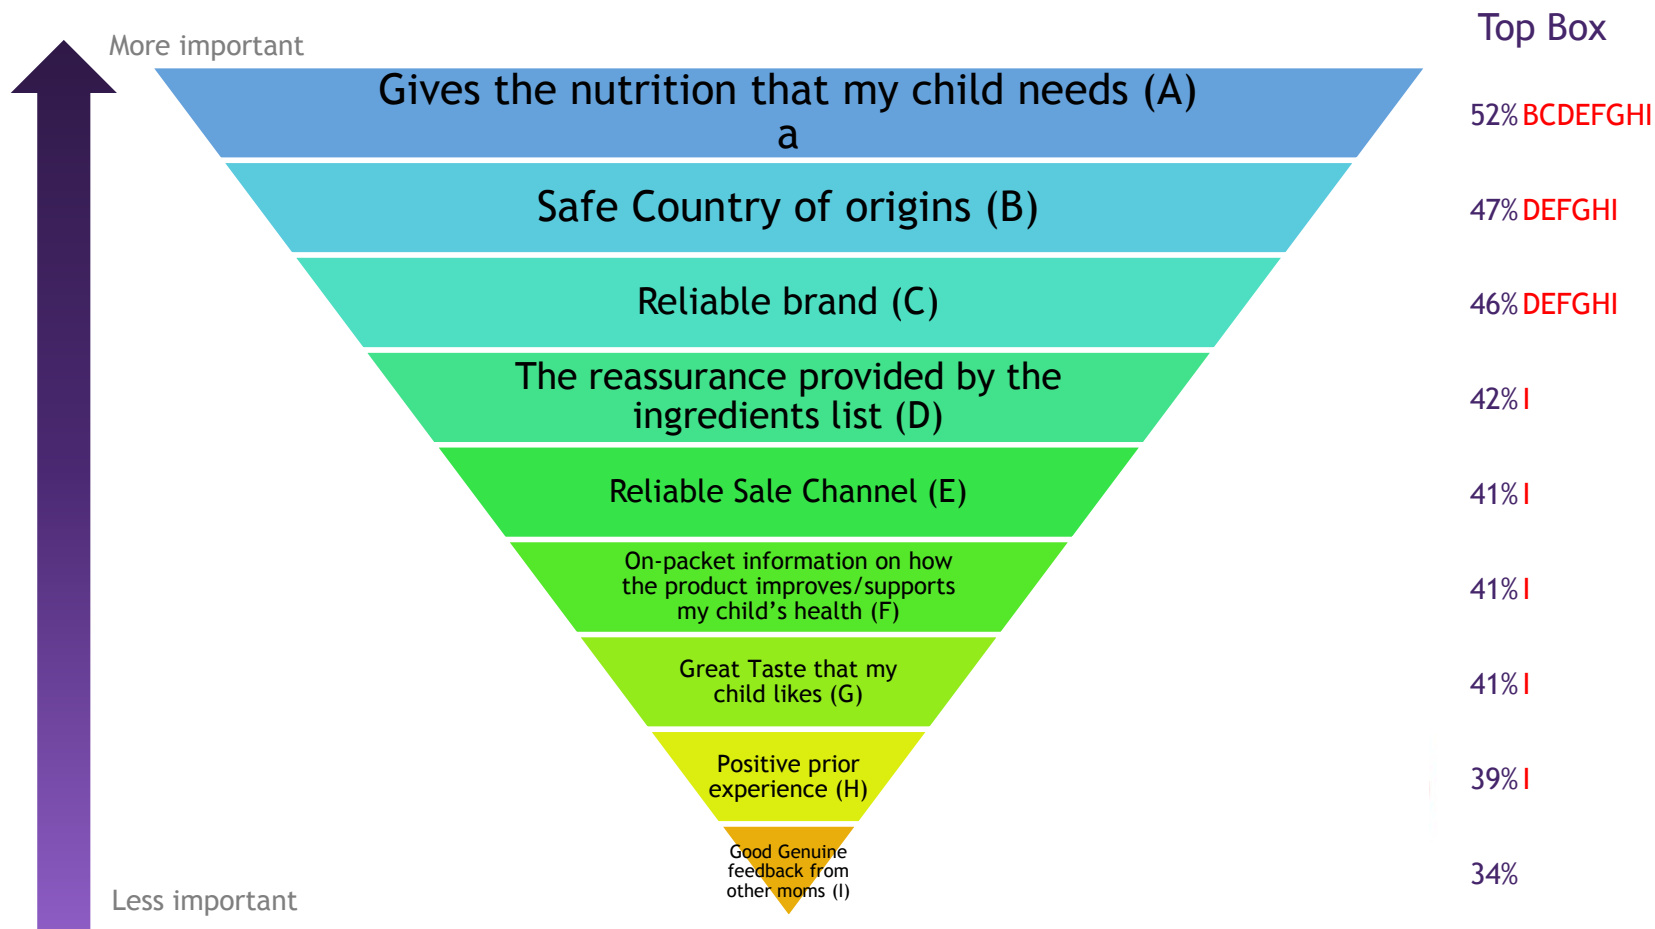 Top Box
More important
Gives the nutrition that my child needs (A)
a
52% BCDEFGHI
Safe Country of origins (B)
47% DEFGHI
Reliable brand (C)
46% DEFGHI
The reassurance provided by the
ingredients list (D)
42% I
Reliable Sale Channel (E)
41% I
On-packet information on how
the product improves/supports
my child's health (F)
41% I
Great Taste that my
child likes (G)
41% I
Positive prior
experience (H)
39% I
Good Genuine
feedback from
other moms (I)
34%
Less important